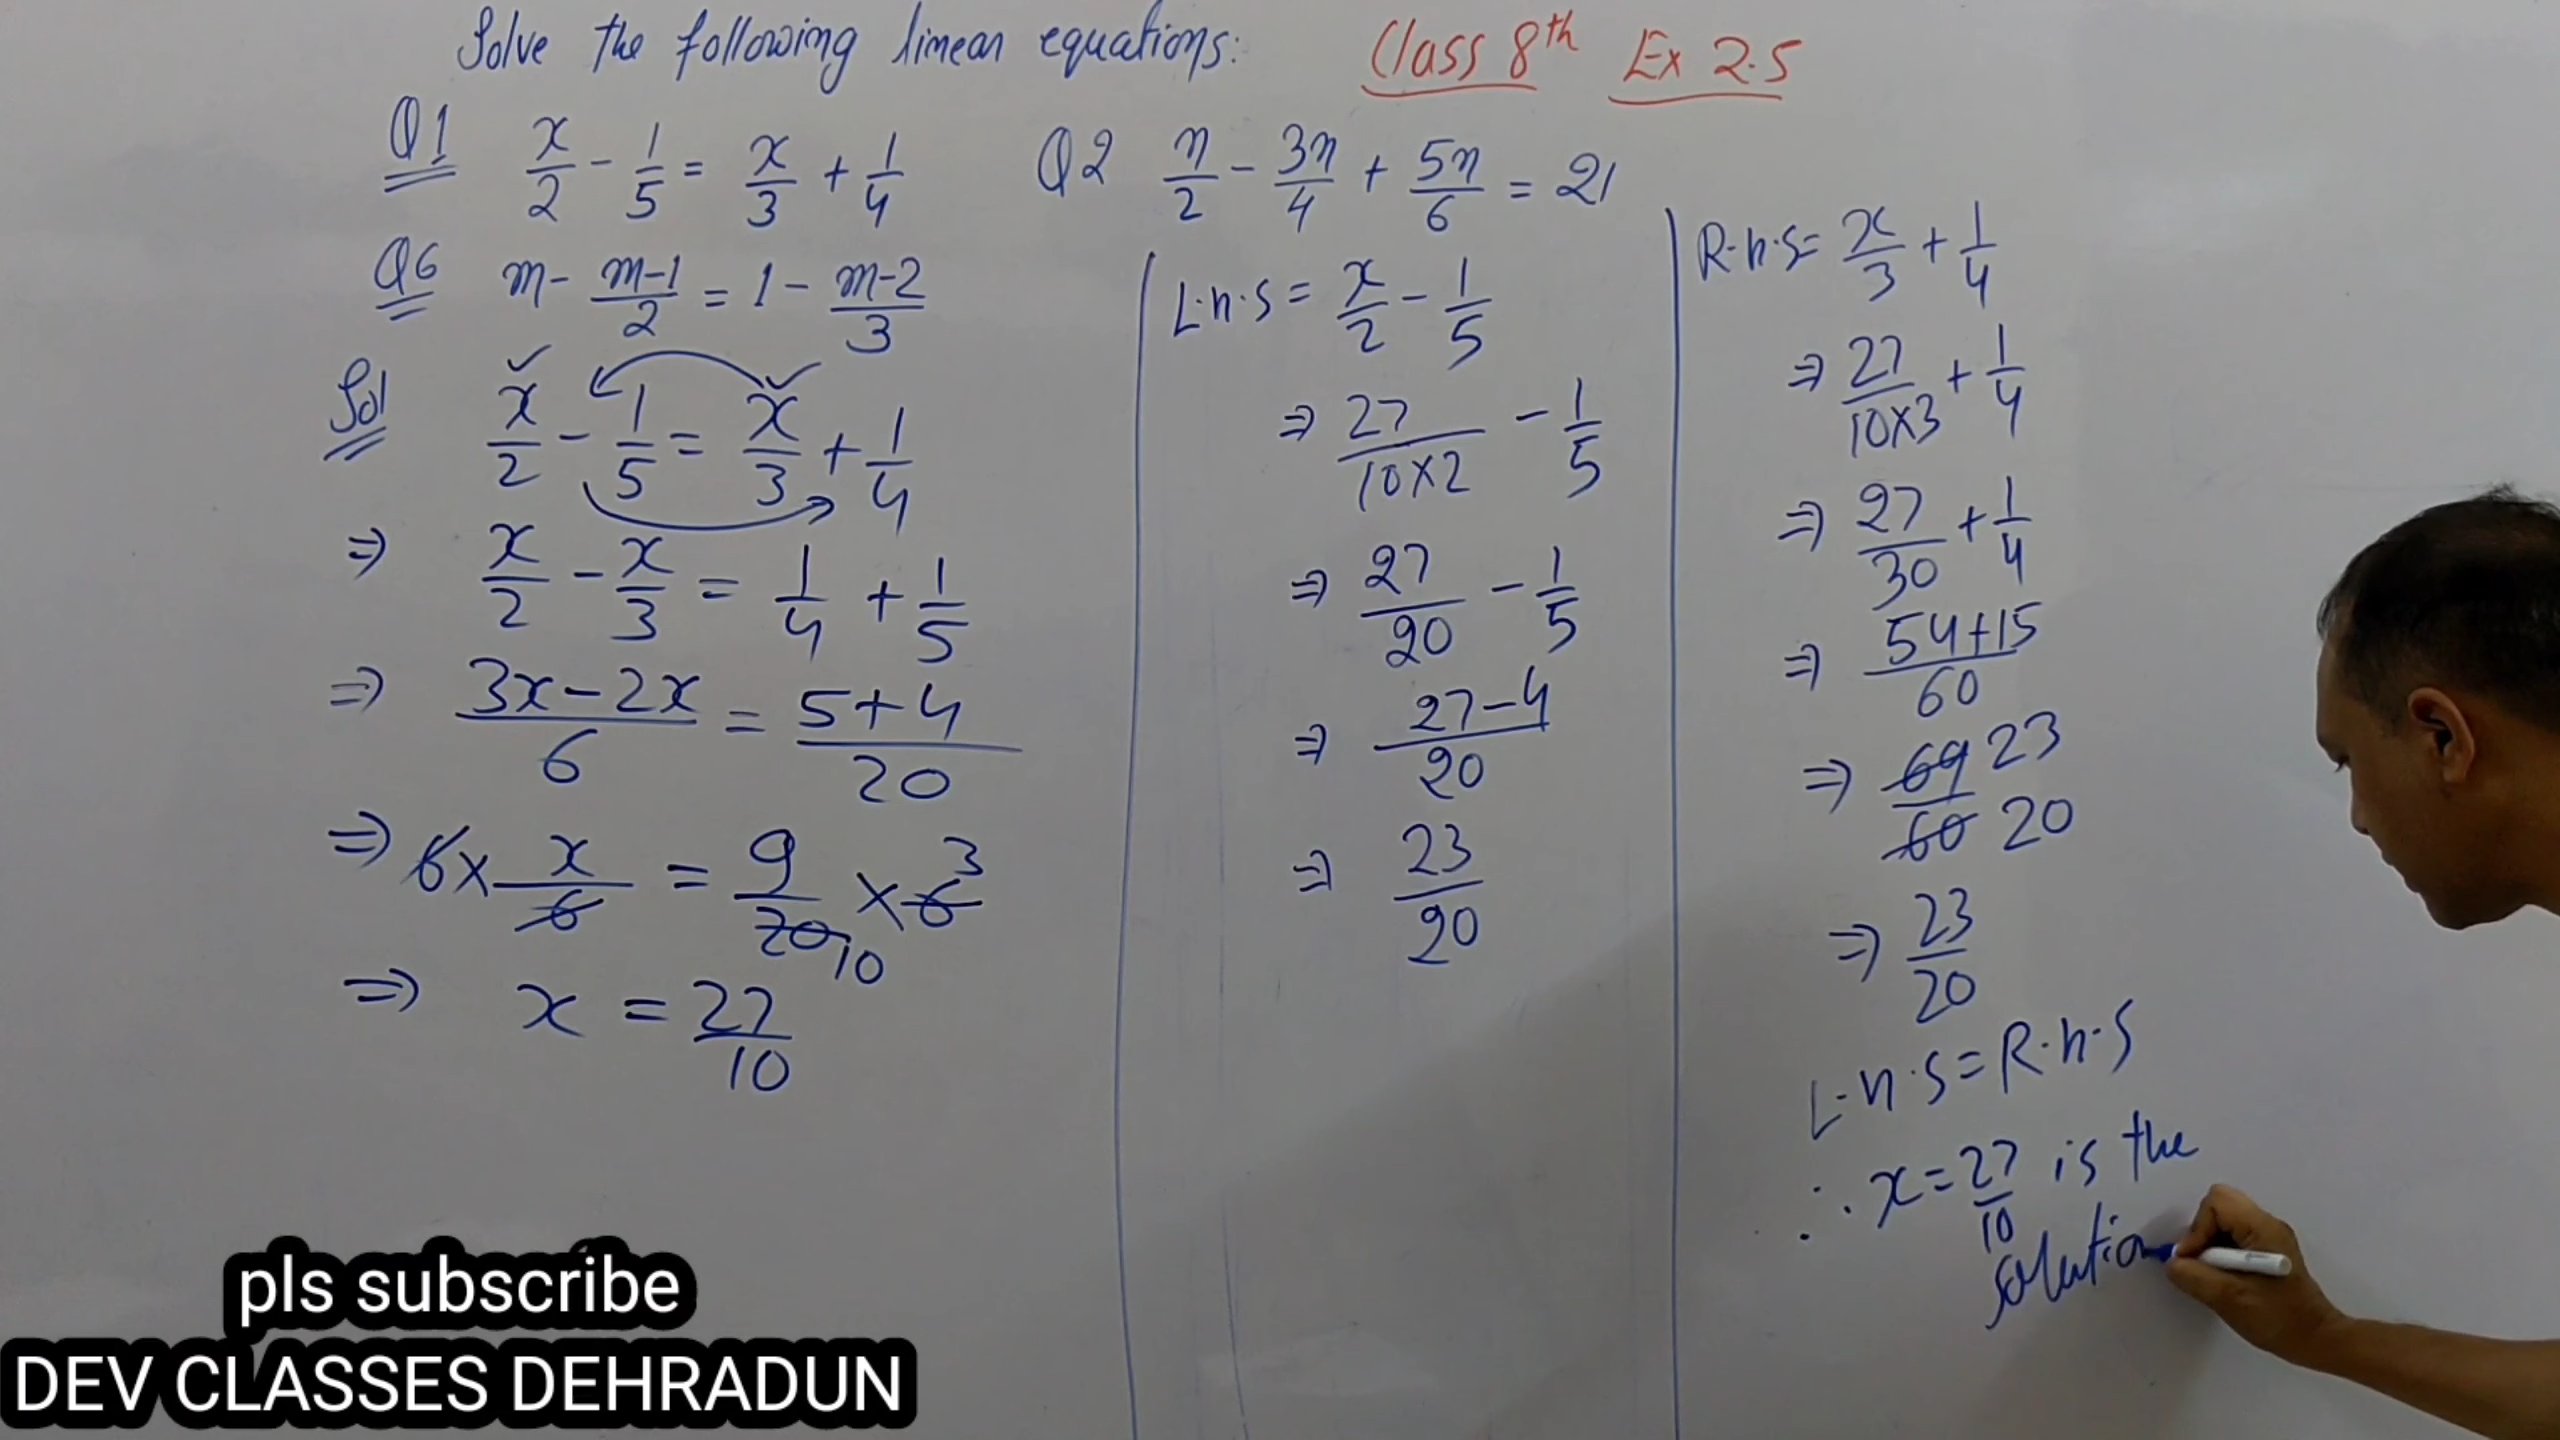 Solve the following linear equations: Class 8th Ex 2.5
Q1 x/2 - 1/5 = x/3 + 1/4 Q2 n/2 - 3n/4 + 5n/6 = 21
Q6 m - (m-1)/2 = 1 - (m-2)/3
Sol x/2 - 1/5 = x/3 + 1/4
⇒ x/2 - x/3 = 1/4 + 1/5
⇒ (3x-2x)/6 = (5+4)/20
⇒ 6 × x/6 = 9/20 10 × 6 3
⇒ x = 27/10
L.h.s = x/2 - 1/5
⇒ 27/(10×2) - 1/5
⇒ 27/20 - 1/5
⇒ (27-4)/20
⇒ 23/20
R.h.s = x/3 + 1/4
⇒ 27/(10×3) + 1/4
⇒ 27/30 + 1/4
⇒ (54+15)/60
⇒ 69/60 23 20
⇒ 23/20
L.h.s = R.h.s
∴ x = 27/10 is the
solution
pls subscribe
DEV CLASSES DEHRADUN